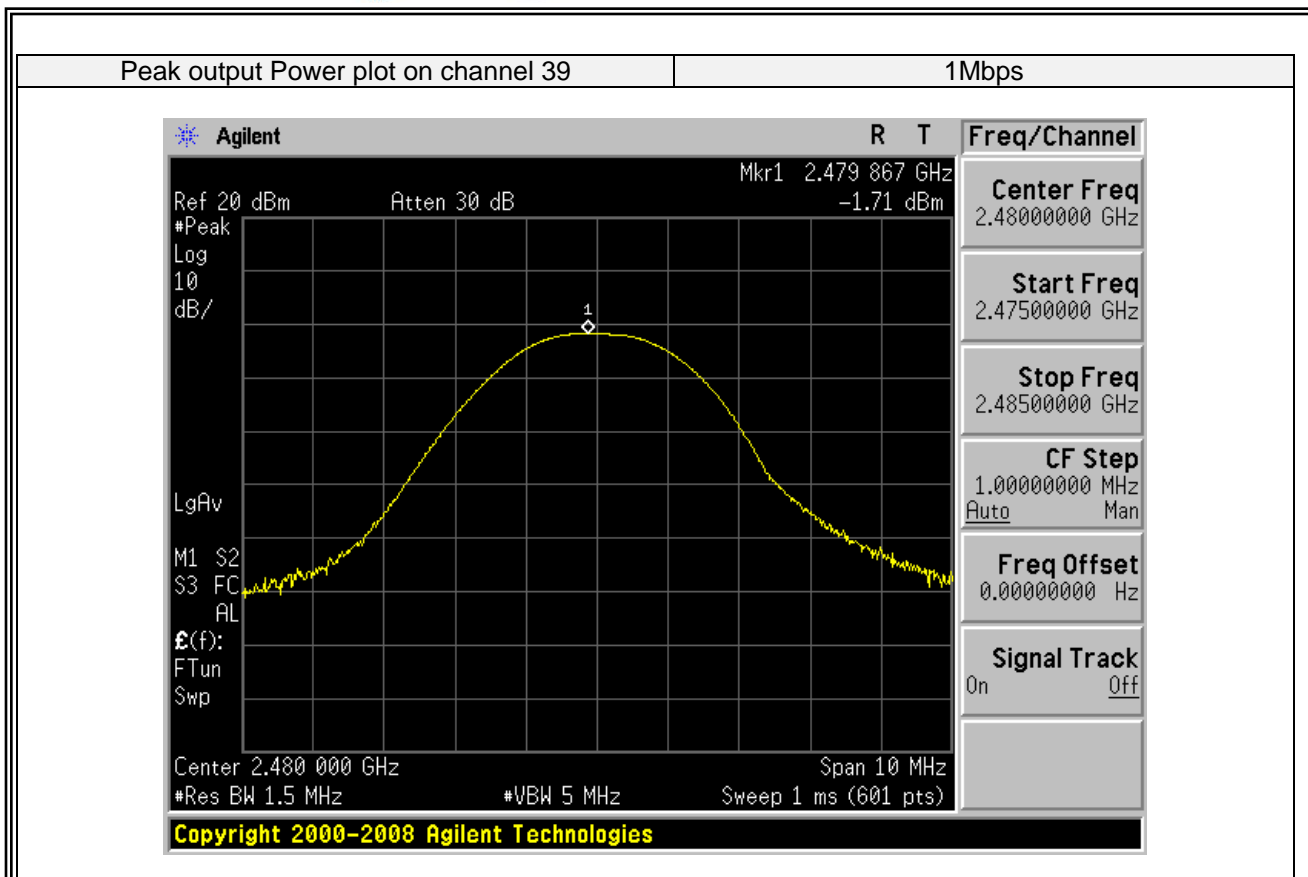 Peak output Power plot on channel 39 1Mbps
Agilent R T Freq/Channel
Mkr1 2.479 867 GHz
Ref 20 dBm Atten 30 dB -1.71 dBm
#Peak
Log
10
dB/
1
LgAv
M1 S2
S3 FC
AL
£(f):
FTun
Swp
Center 2.480 000 GHz Span 10 MHz
#Res BW 1.5 MHz #VBW 5 MHz Sweep 1 ms (601 pts)
Center Freq
2.48000000 GHz
Start Freq
2.47500000 GHz
Stop Freq
2.48500000 GHz
CF Step
1.00000000 MHz
Auto Man
Freq Offset
0.00000000 Hz
Signal Track
On Off
Copyright 2000-2008 Agilent Technologies